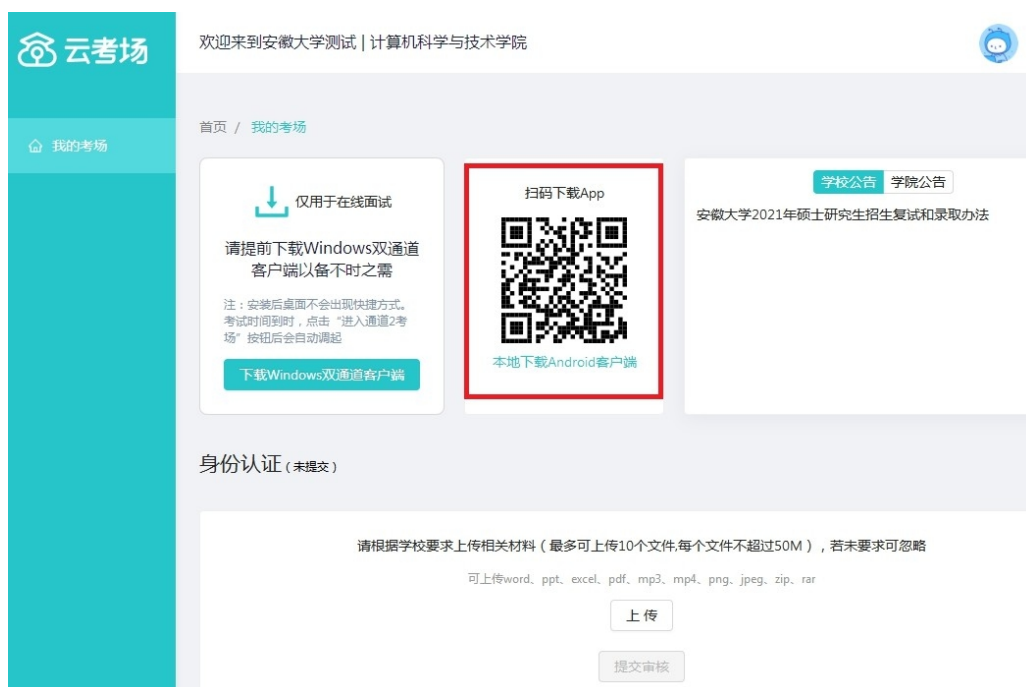 云考场
欢迎来到安徽大学测试 | 计算机科学与技术学院
我的考场
首页 / 我的考场
仅用于在线面试
请提前下载Windows双通道
客户端以备不时之需
注：安装后桌面不会出现快捷方式。
考试时间到时，点击“进入通道2考
场”按钮后会自动调起
下载Windows双通道客户端
扫码下载App
本地下载Android客户端
学校公告 学院公告
安徽大学2021年硕士研究生招生复试和录取办法
身份认证（未提交）
请根据学校要求上传相关材料（最多可上传10个文件,每个文件不超过50M），若未要求可忽略
可上传word、ppt、excel、pdf、mp3、mp4、png、jpeg、zip、rar
上 传
提交审核